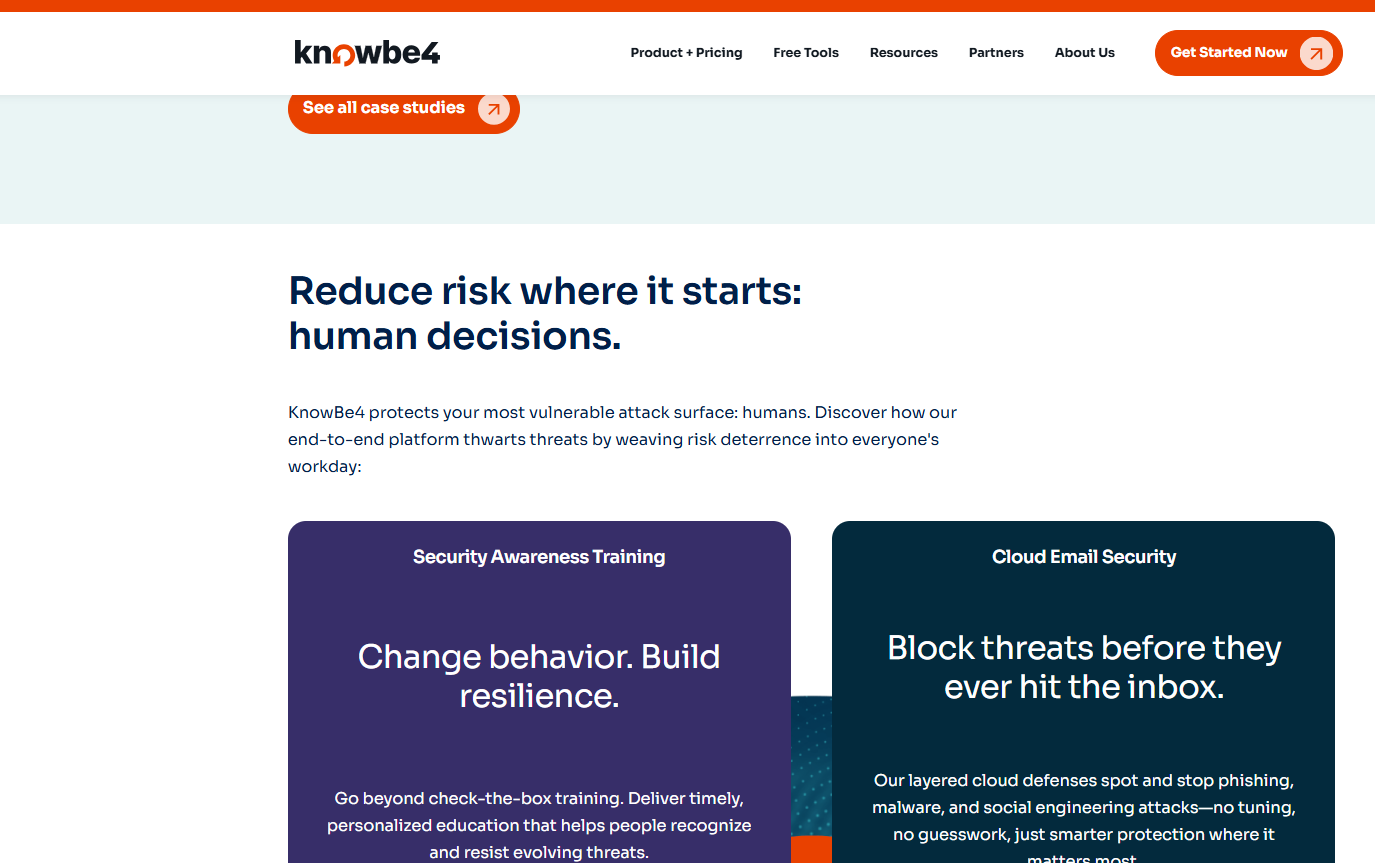 knowbe4
Product + Pricing
Free Tools
Resources
Partners
About Us
Get Started Now
See all case studies
Reduce risk where it starts:
human decisions.
KnowBe4 protects your most vulnerable attack surface: humans. Discover how our
end-to-end platform thwarts threats by weaving risk deterrence into everyone's
workday:
Security Awareness Training
Change behavior. Build
resilience.
Go beyond check-the-box training. Deliver timely,
personalized education that helps people recognize
and resist evolving threats.
Cloud Email Security
Block threats before they
ever hit the inbox.
Our layered cloud defenses spot and stop phishing,
malware, and social engineering attacks—no tuning,
no guesswork, just smarter protection where it
matters most.